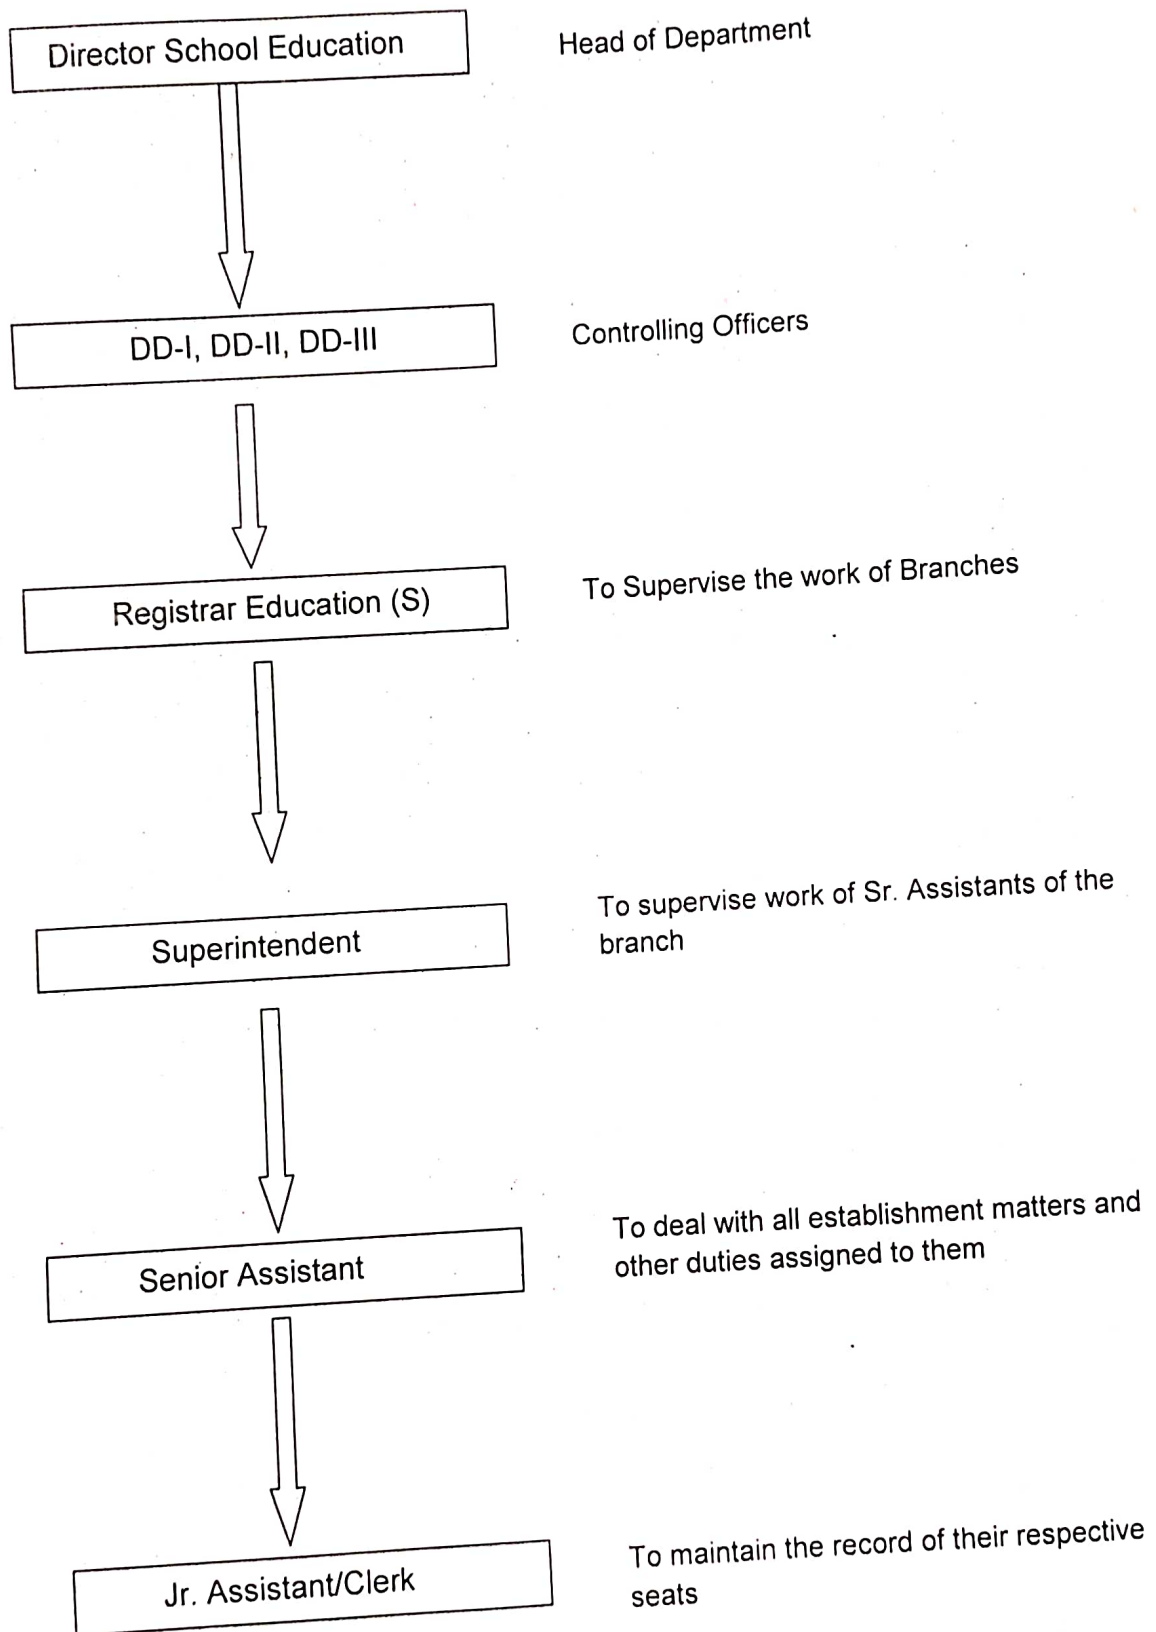 Director School Education
Head of Department
DD-I, DD-II, DD-III
Controlling Officers
Registrar Education (S)
To Supervise the work of Branches
Superintendent
To supervise work of Sr. Assistants of the
branch
Senior Assistant
To deal with all establishment matters and
other duties assigned to them
Jr. Assistant/Clerk
To maintain the record of their respective
seats